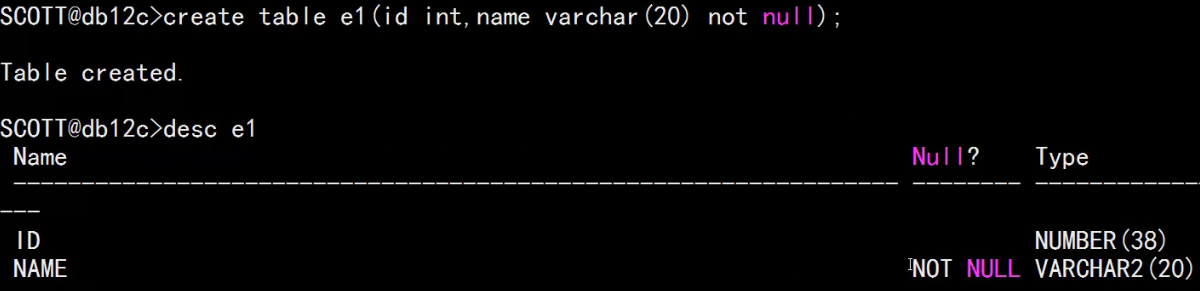 SCOTT@db12c>create table e1(id int,name varchar(20) not null);
Table created.
SCOTT@db12c>desc e1
Name Null? Type
----------------------------------------------------------------- -------- ------------
---
ID NUMBER(38)
NAME NOT NULL VARCHAR2(20)